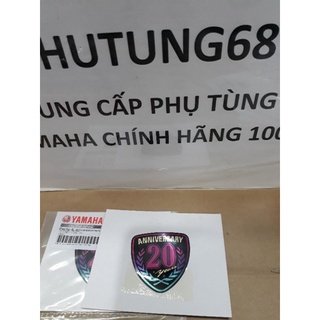 HUTUNG68
UNG CẤP PHỤ TÙNG
MAHA CHÍNH HÃNG 100
YAMAHA
ANNIVERSARY
20